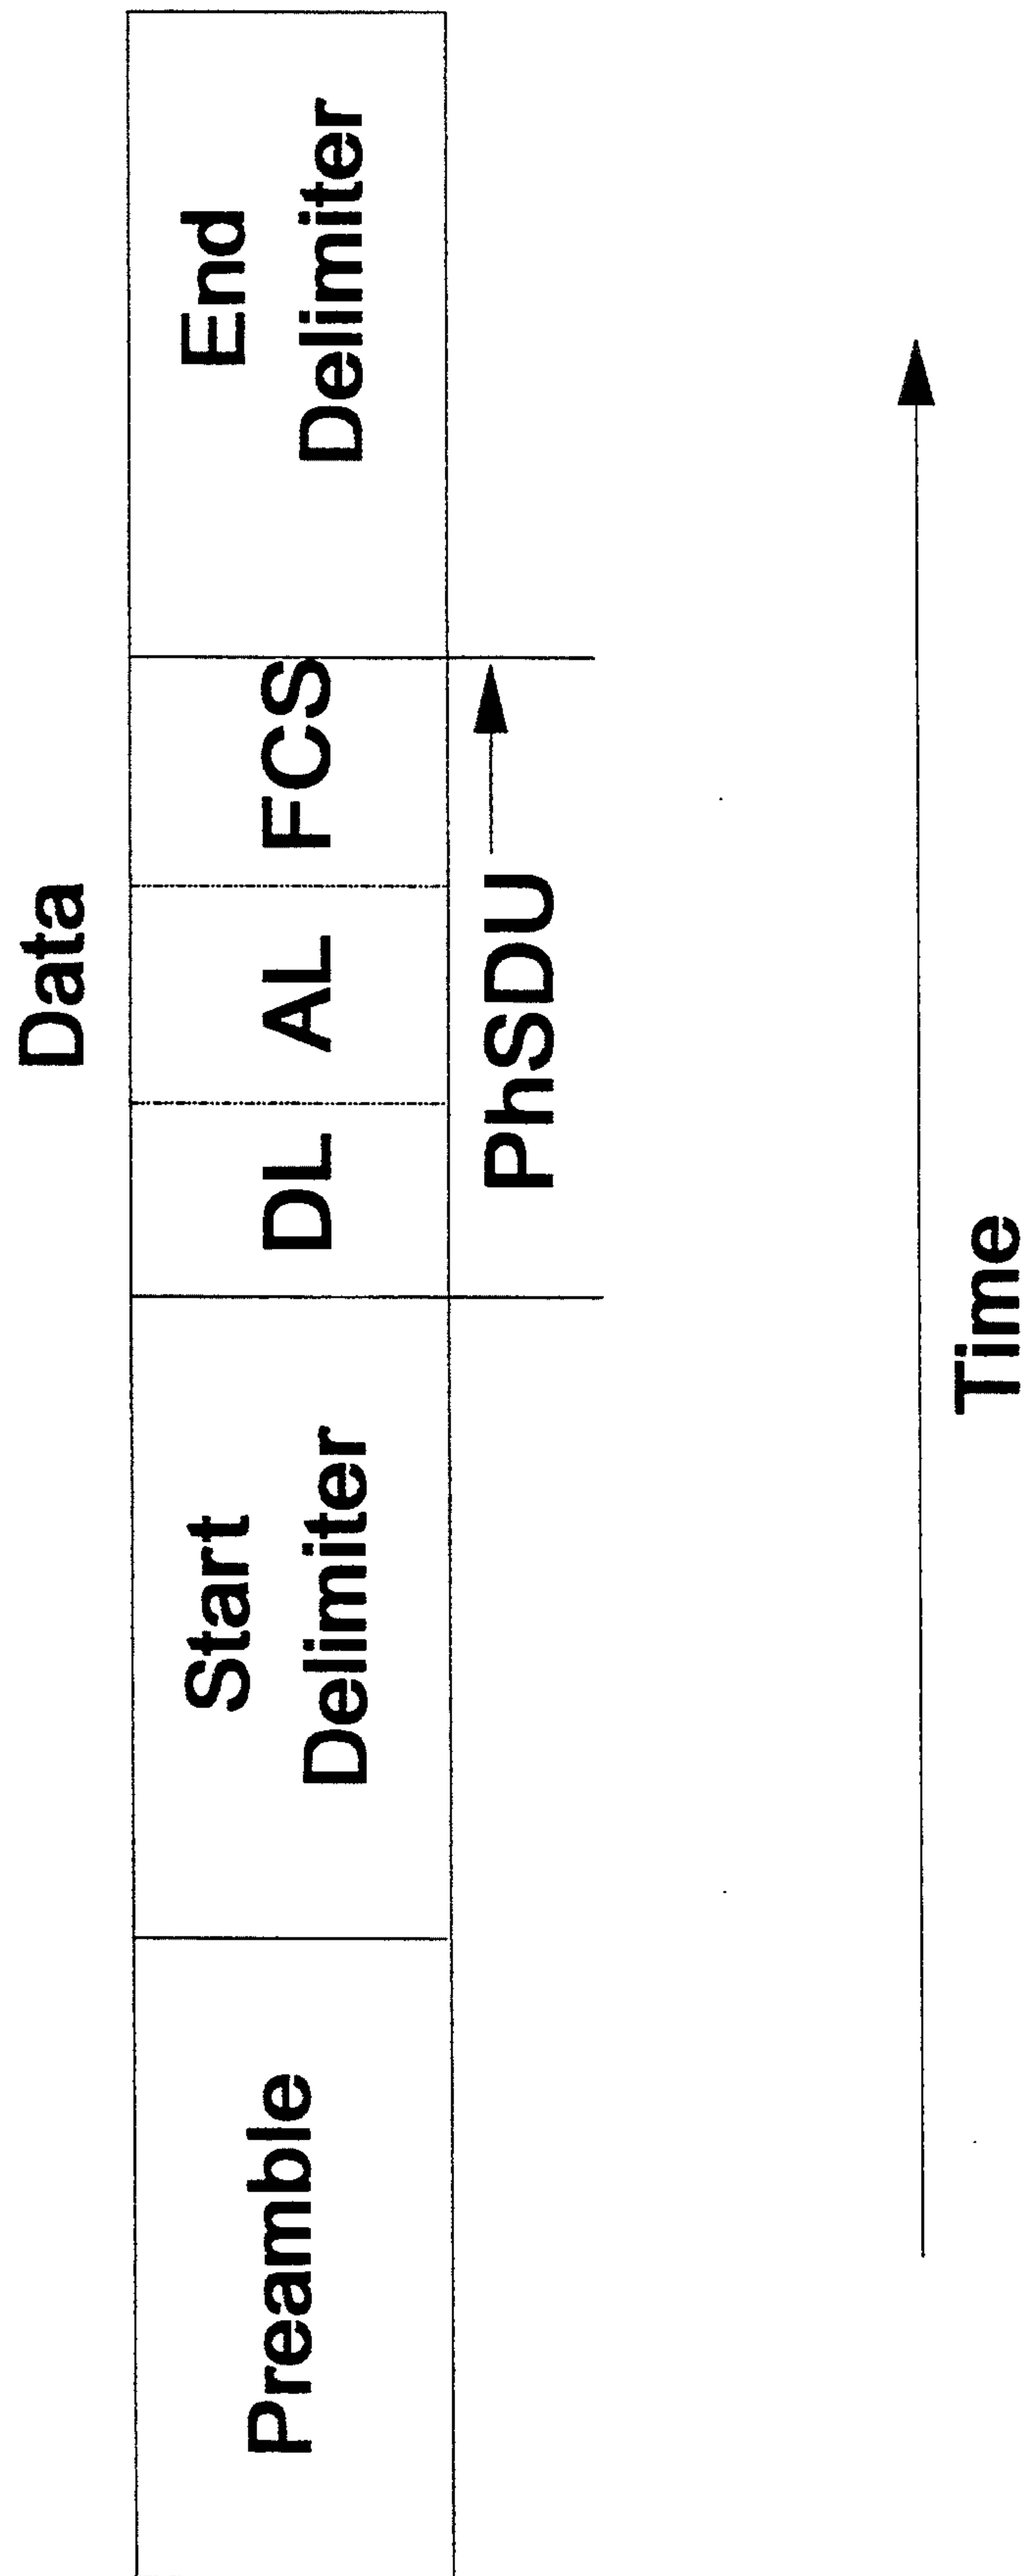 Data
Preamble
Start
Delimiter
DL
AL
FCS
End
Delimiter
PhSDU
Time